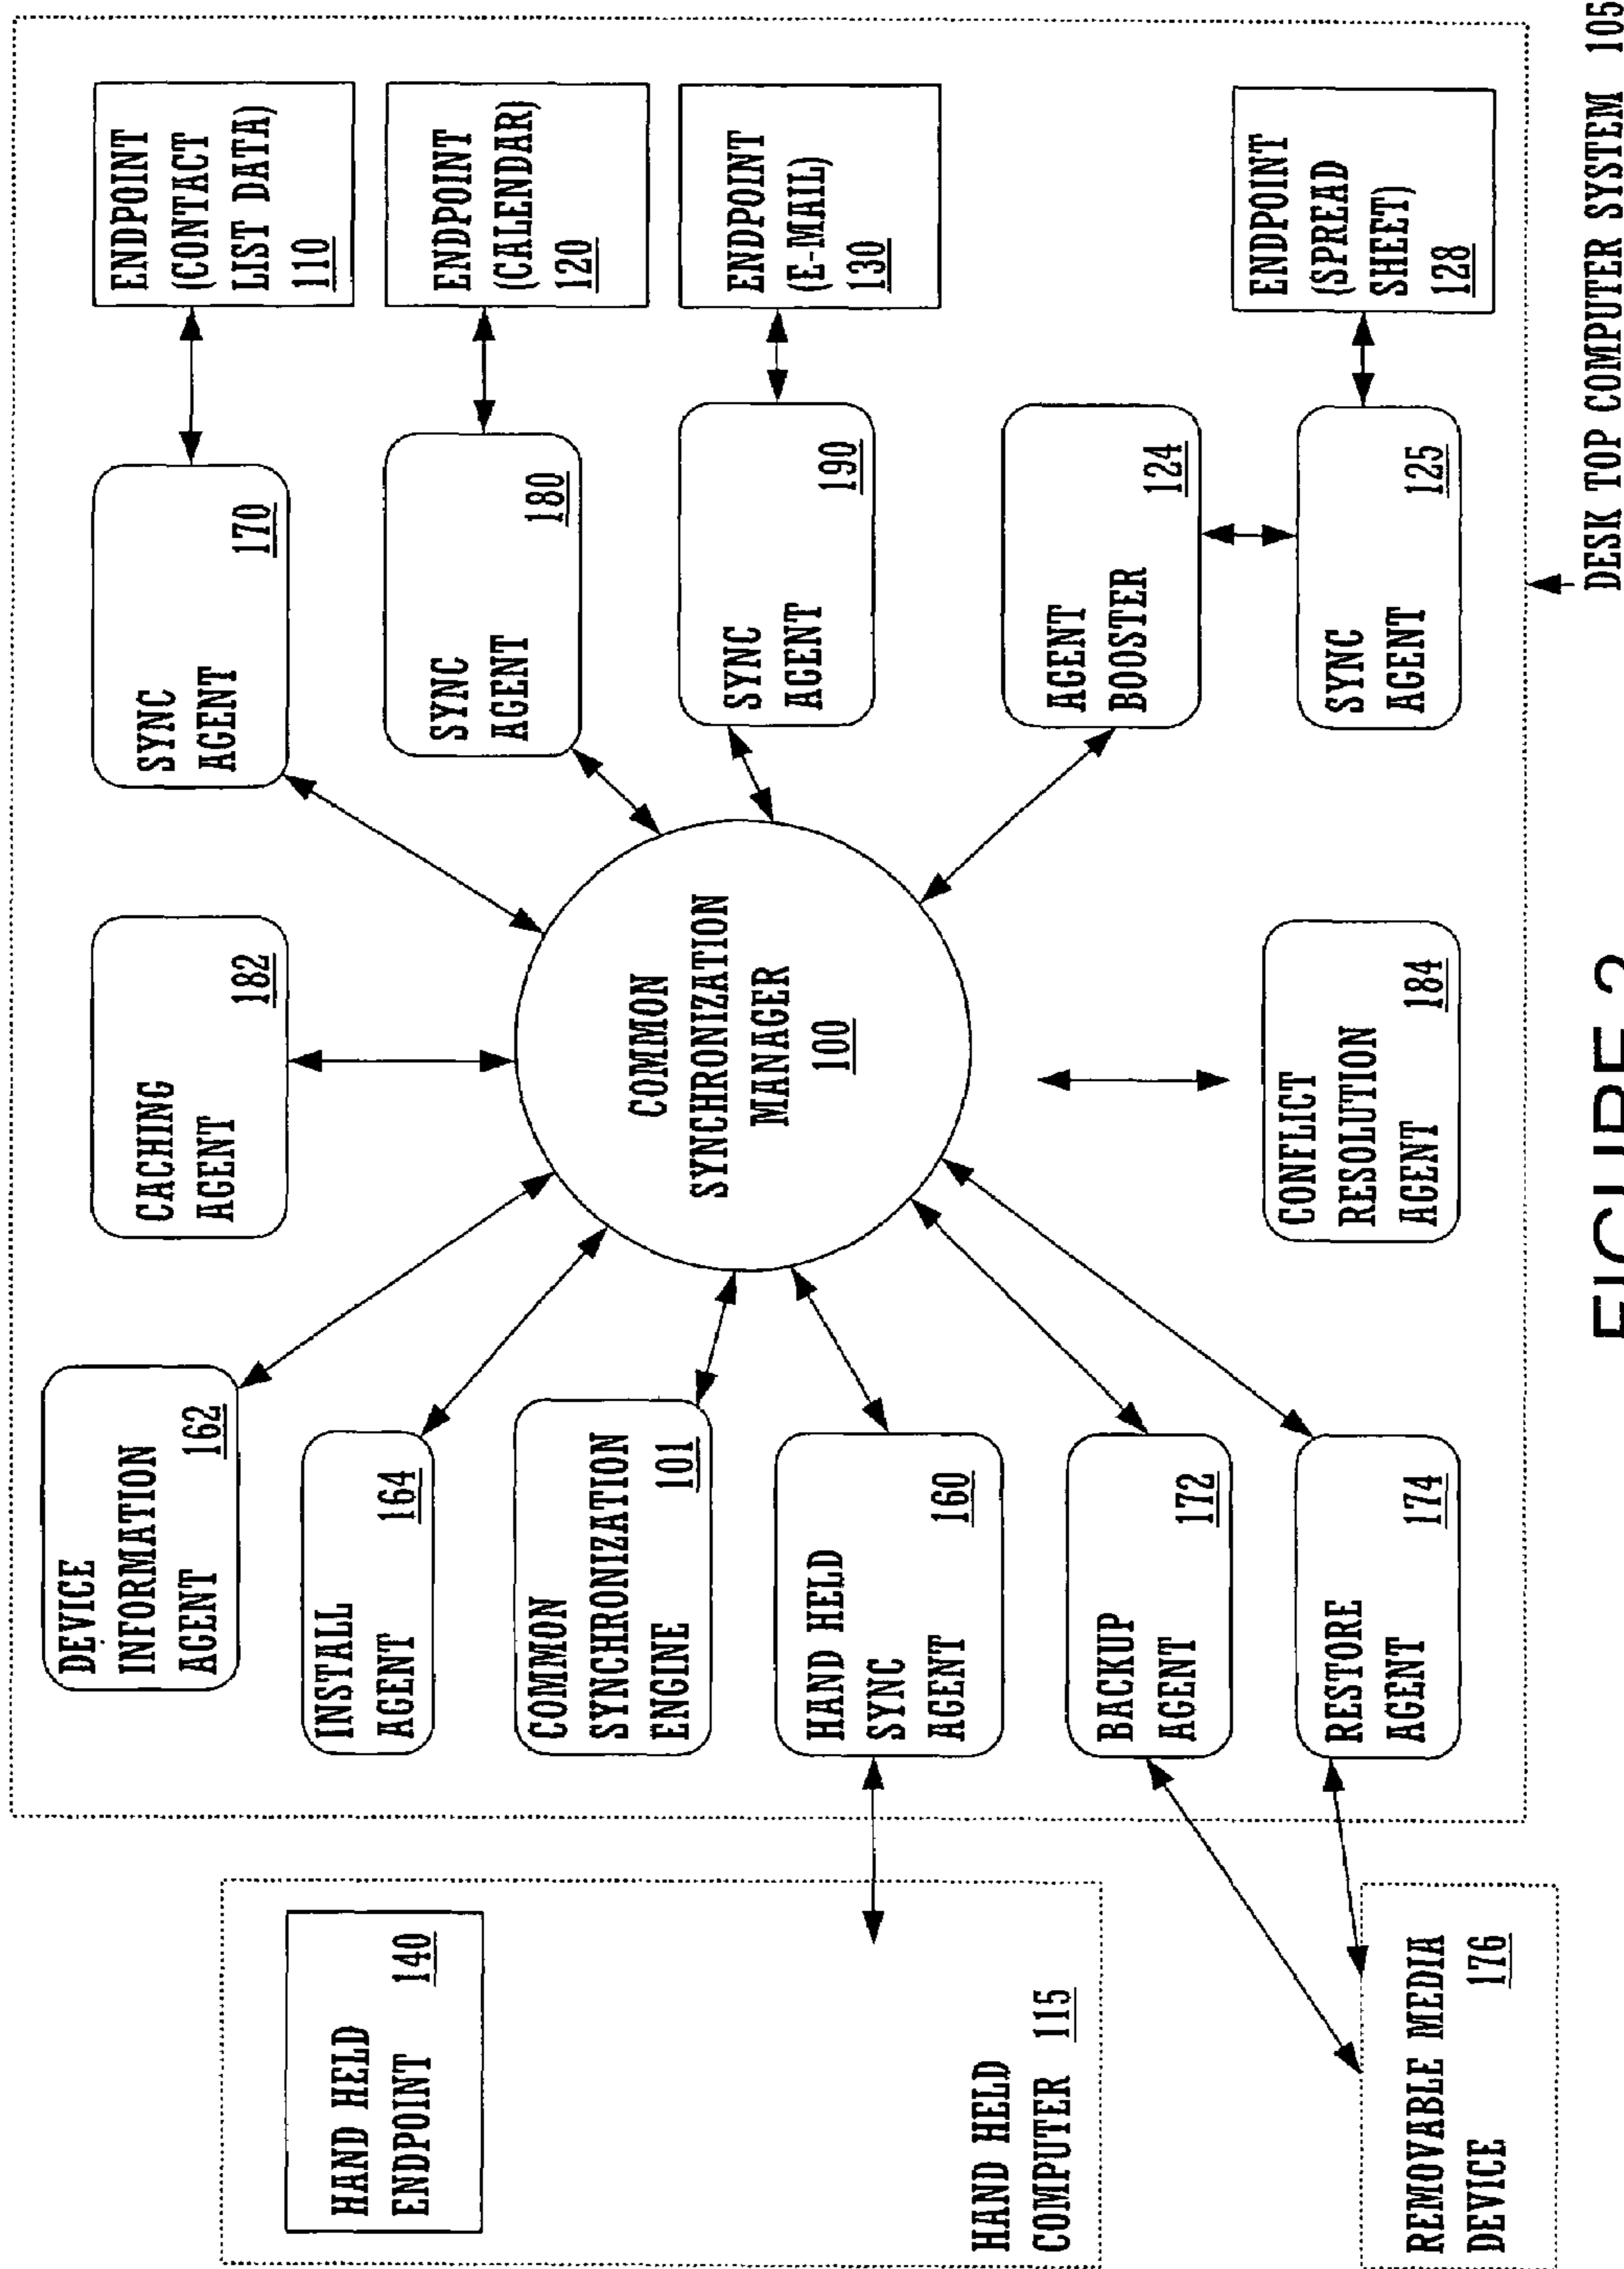 HAND HELD
ENDPOINT 140
HAND HELD
COMPUTER 115
REMOVABLE MEDIA
DEVICE 176
DEVICE
INFORMATION
AGENT 162
INSTALL
AGENT 164
COMMON
SYNCHRONIZATION
ENGINE 101
HAND HELD
SYNC
AGENT 160
BACKUP
AGENT 172
RESTORE
AGENT 174
CACHING
AGENT 182
COMMON
SYNCHRONIZATION
MANAGER
100
CONFLICT
RESOLUTION
AGENT 184
SYNC
AGENT 170
SYNC
AGENT 180
SYNC
AGENT 190
AGENT
BOOSTER 124
SYNC
AGENT 125
ENDPOINT
(CONTACT
LIST DATA)
110
ENDPOINT
(CALENDAR)
120
ENDPOINT
(E-MAIL)
130
ENDPOINT
(SPREAD
SHEET)
128
DESK TOP COMPUTER SYSTEM 105
FIGURE 2